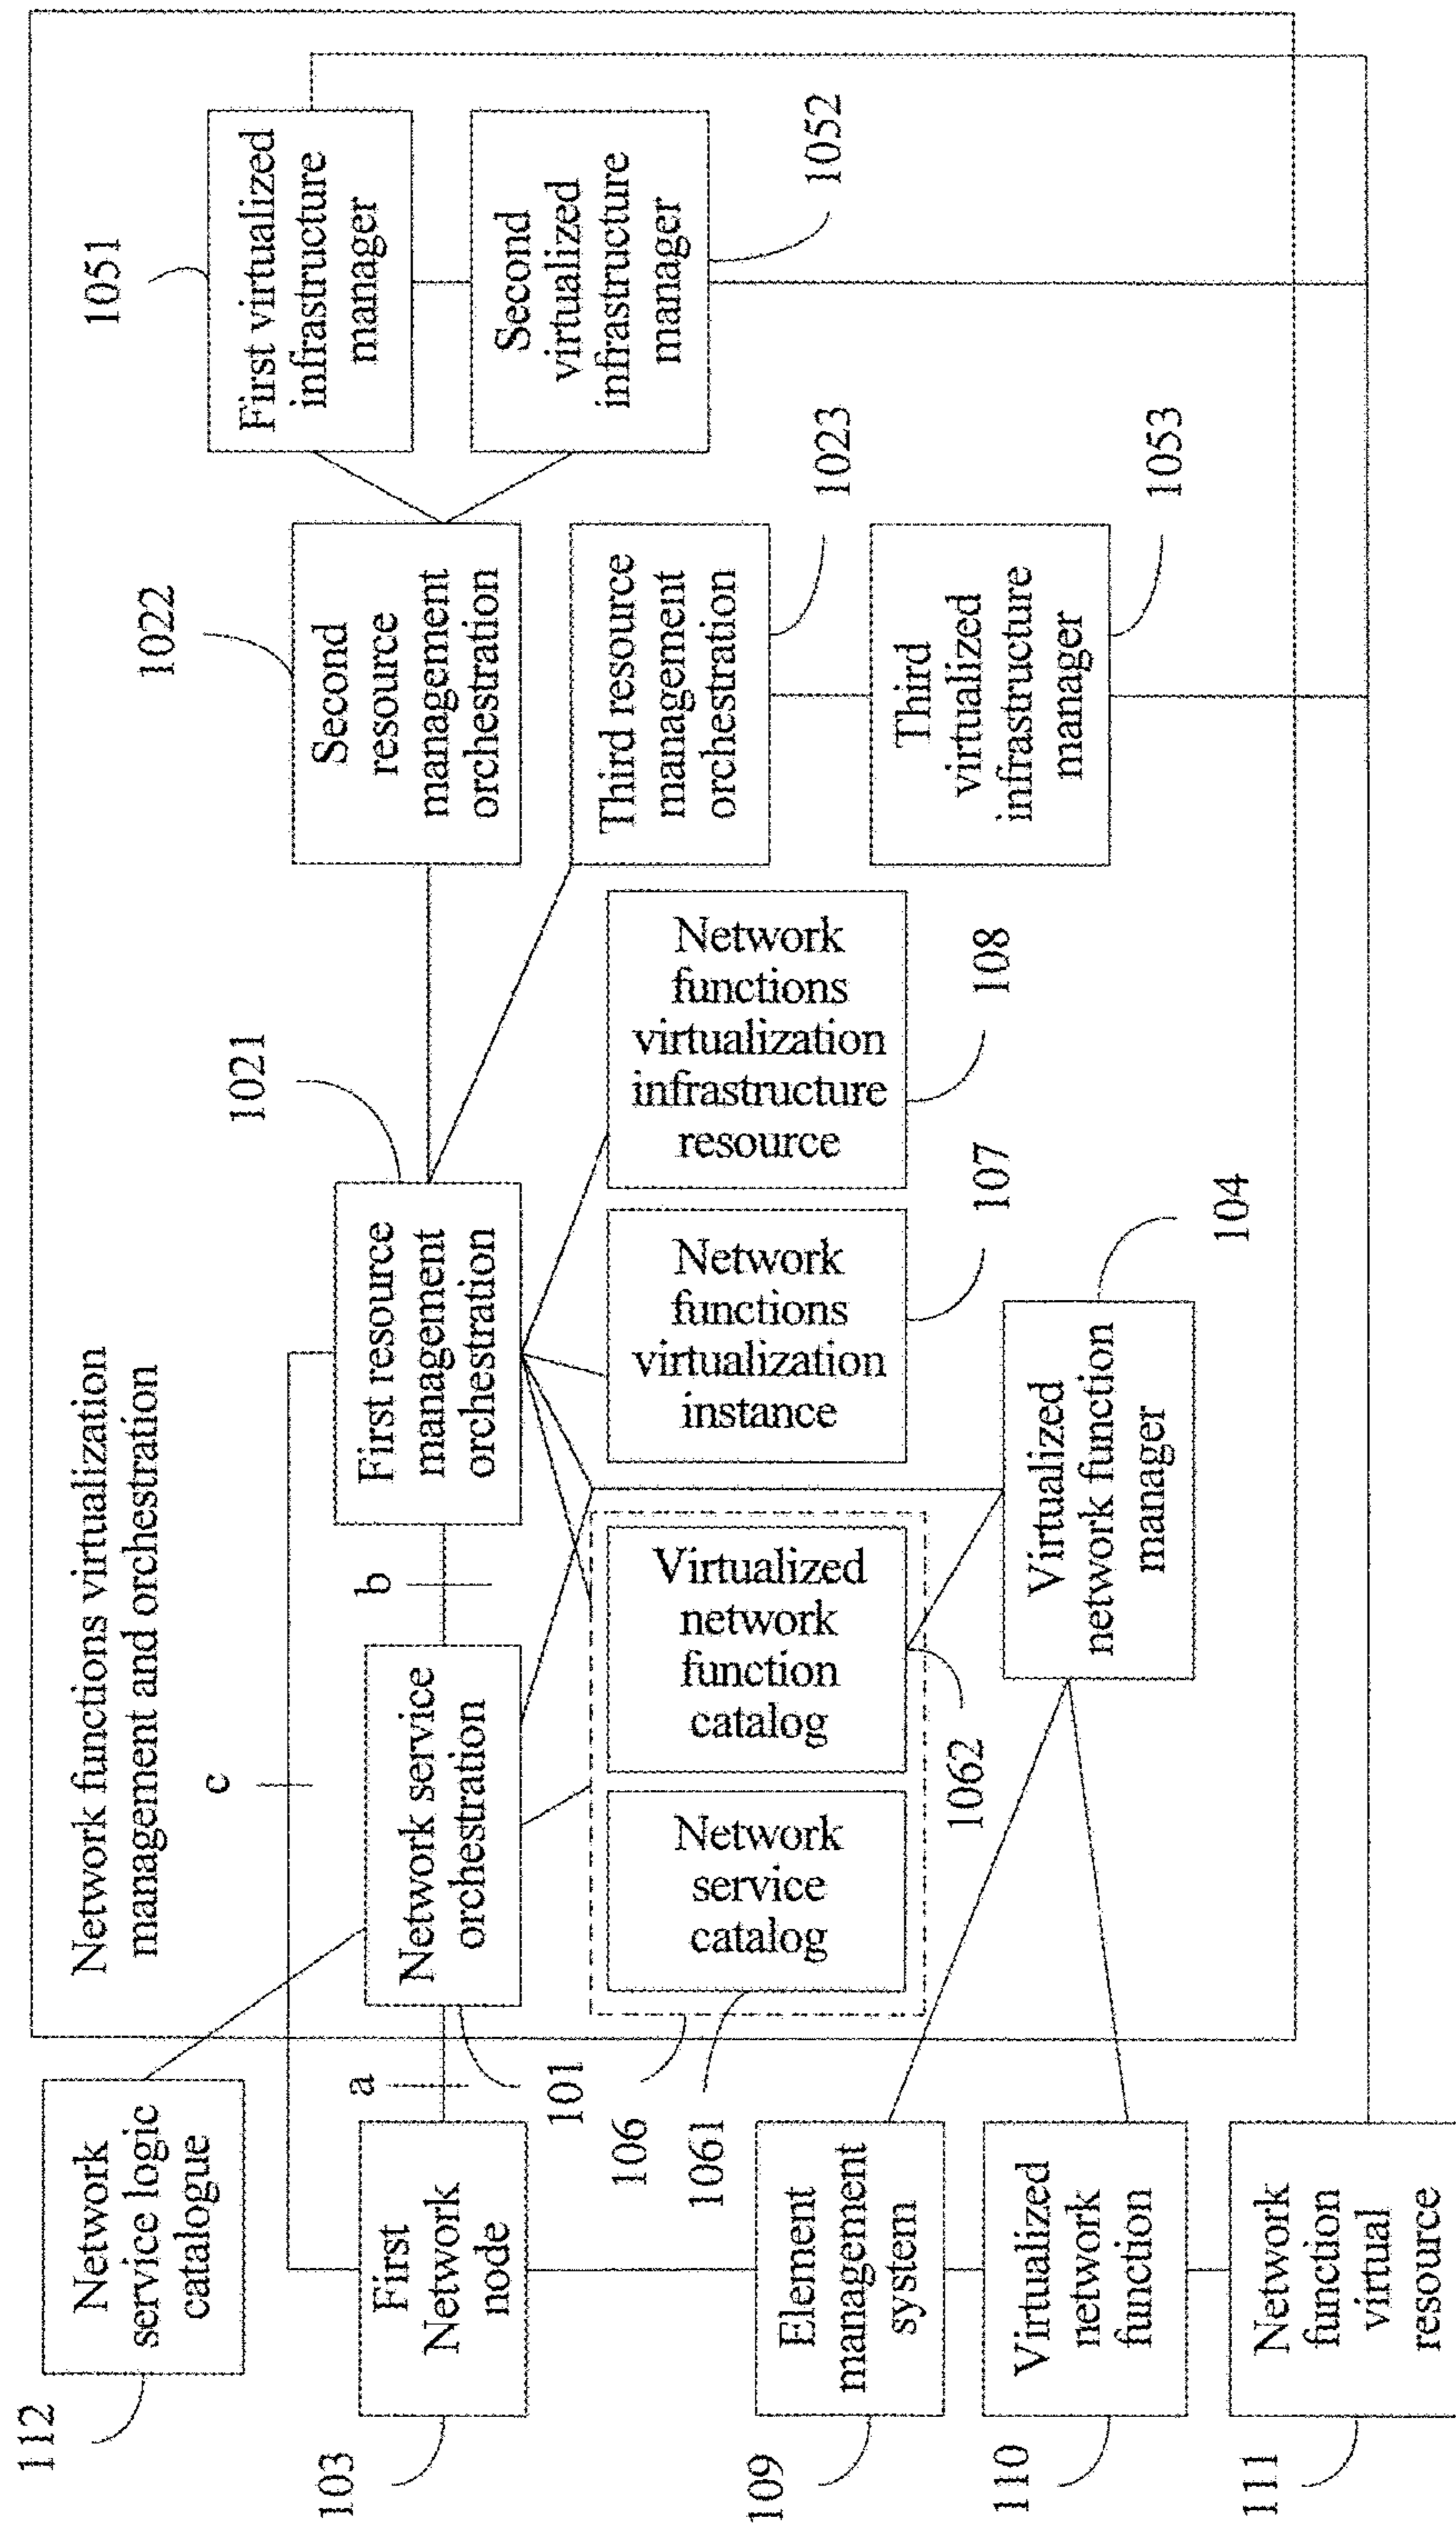 112
Network
service logic
catalogue
Network functions virtualization
management and orchestration
c
1021
1022
1051
103
First
Network
node
a
Network service
orchestration
101
b
First resource
management
orchestration
Second
resource
management
orchestration
First virtualized
infrastructure
manager
106
1061
Network
service
catalog
Virtualized
network
function
catalog
1062
Network
functions
virtualization
instance
107
Network
functions
virtualization
infrastructure
resource
108
Third resource
management
orchestration
1023
Second
virtualized
infrastructure
manager
1052
109
Element
management
system
Virtualized
network function
manager
104
Third
virtualized
infrastructure
manager
1053
110
Virtualized
network
function
111
Network
function
virtual
resource